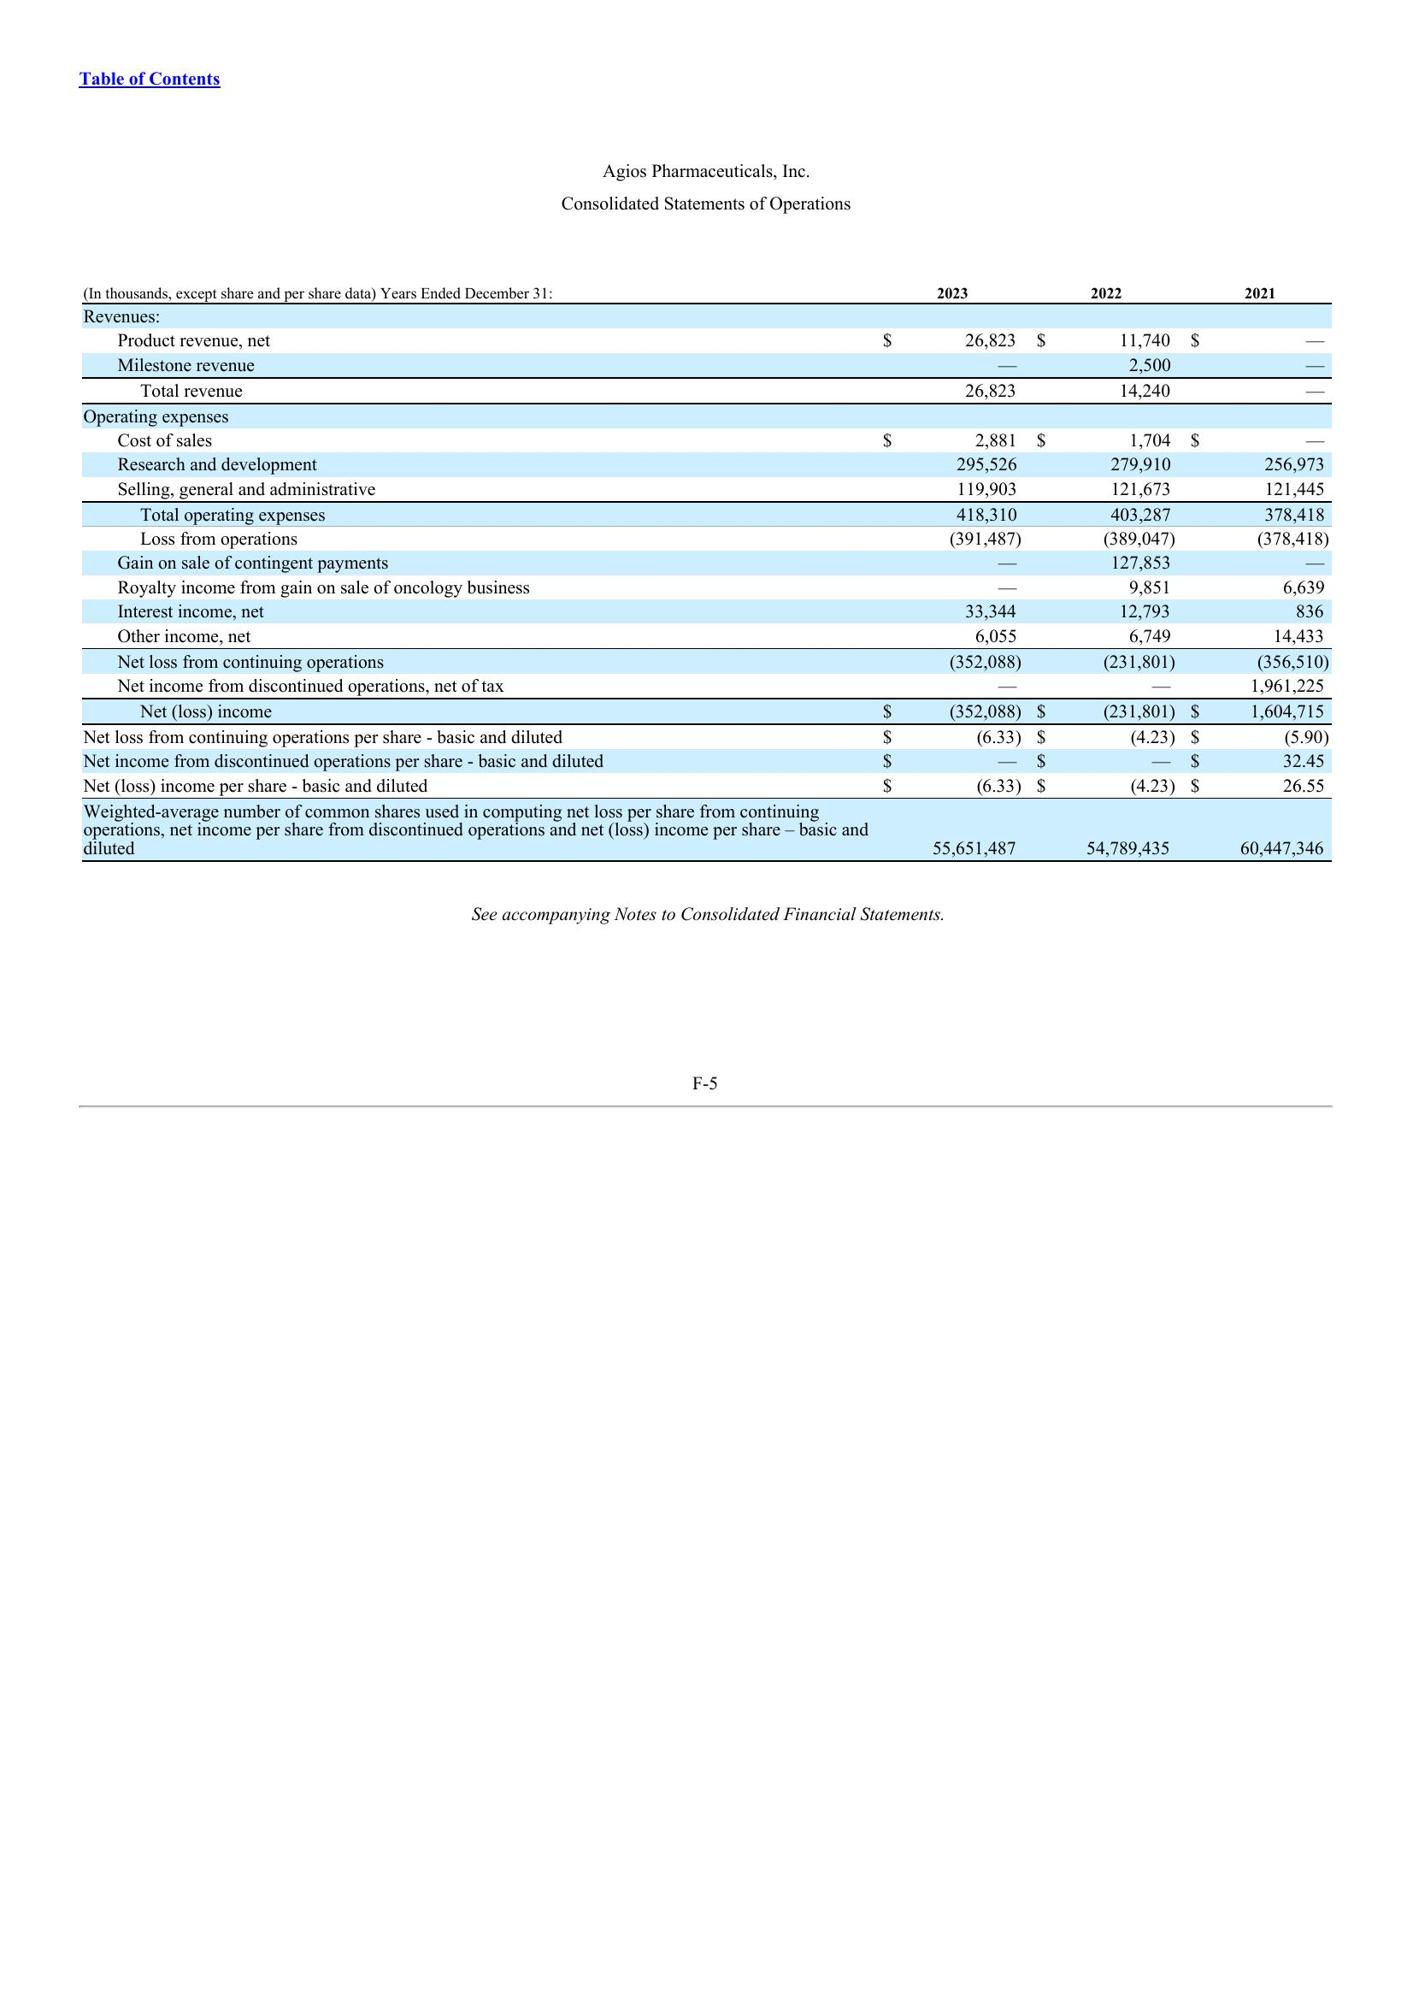 Table of Contents
Agios Pharmaceuticals, Inc.
Consolidated Statements of Operations
(In thousands, except share and per share data) Years Ended December 31: 2023 2022 2021
Revenues:
Product revenue, net $ 26,823 $ 11,740 $ —
Milestone revenue — 2,500 —
Total revenue 26,823 14,240 —
Operating expenses
Cost of sales $ 2,881 $ 1,704 $ —
Research and development 295,526 279,910 256,973
Selling, general and administrative 119,903 121,673 121,445
Total operating expenses 418,310 403,287 378,418
Loss from operations (391,487) (389,047) (378,418)
Gain on sale of contingent payments — 127,853 —
Royalty income from gain on sale of oncology business — 9,851 6,639
Interest income, net 33,344 12,793 836
Other income, net 6,055 6,749 14,433
Net loss from continuing operations (352,088) (231,801) (356,510)
Net income from discontinued operations, net of tax — — 1,961,225
Net (loss) income $ (352,088) $ (231,801) $ 1,604,715
Net loss from continuing operations per share - basic and diluted $ (6.33) $ (4.23) $ (5.90)
Net income from discontinued operations per share - basic and diluted $ — $ — $ 32.45
Net (loss) income per share - basic and diluted $ (6.33) $ (4.23) $ 26.55
Weighted-average number of common shares used in computing net loss per share from continuing
operations, net income per share from discontinued operations and net (loss) income per share – basic and
diluted 55,651,487 54,789,435 60,447,346
See accompanying Notes to Consolidated Financial Statements.
F-5